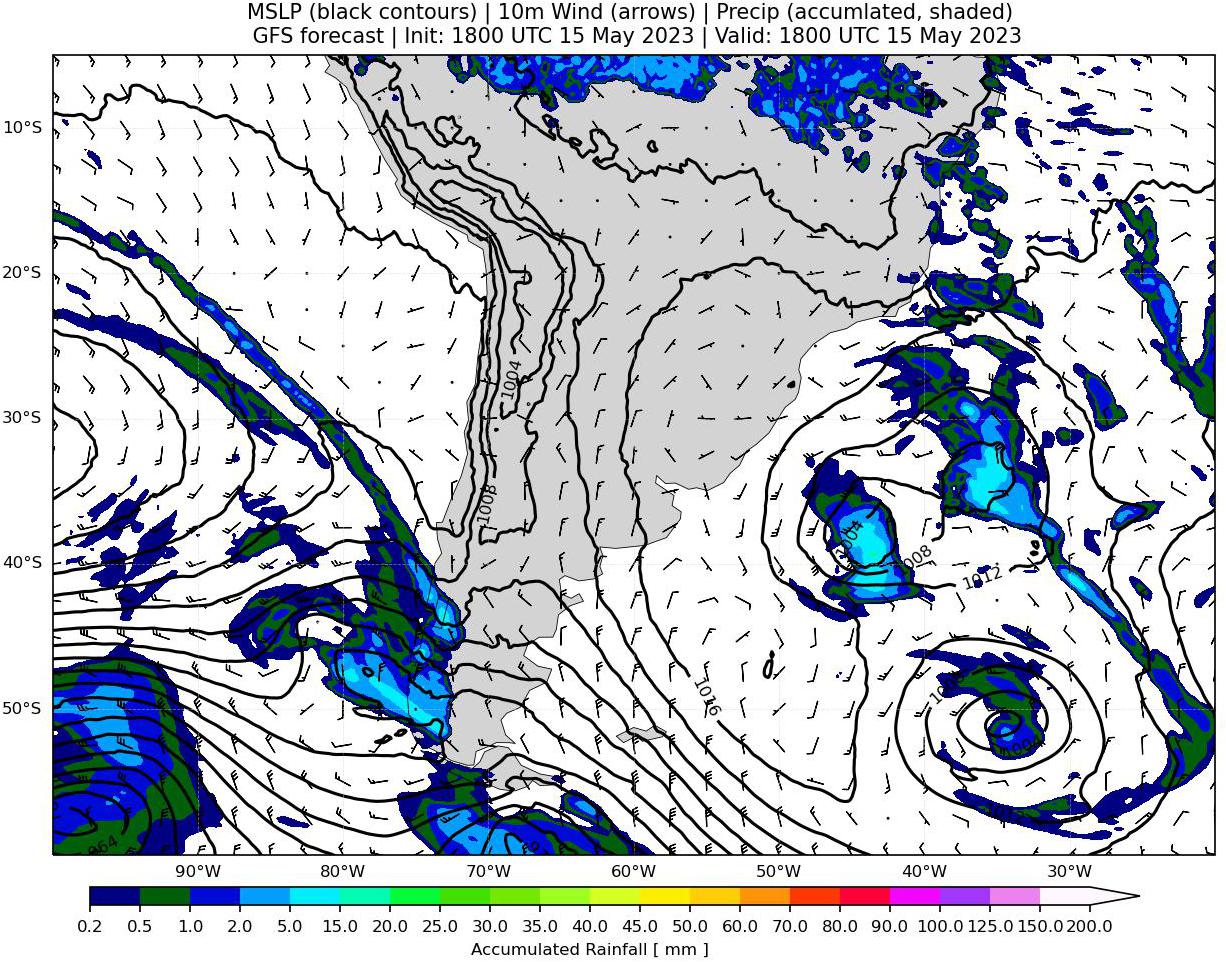 MSLP (black contours) | 10m Wind (arrows) | Precip (accumlated, shaded)
GFS forecast | Init: 1800 UTC 15 May 2023 | Valid: 1800 UTC 15 May 2023
10°S
20°S
1004
30°S
1008
1004
1008
1012
40°S
1016
50°S
1004
964
90°W 80°W 70°W 60°W 50°W 40°W 30°W
0.2 0.5 1.0 2.0 5.0 10.0 15.0 20.0 25.0 30.0 35.0 40.0 45.0 50.0 60.0 70.0 80.0 90.0 100.0 125.0 150.0 200.0
Accumulated Rainfall [ mm ]